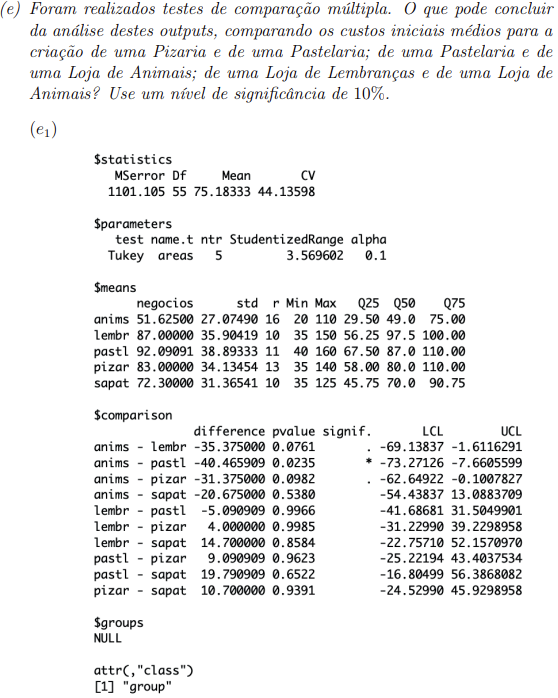 (e) Foram realizados testes de comparação múltipla. O que pode concluir
da análise destes outputs, comparando os custos iniciais médios para a
criação de uma Pizaria e de uma Pastelaria; de uma Pastelaria e de
uma Loja de Animais; de uma Loja de Lembranças e de uma Loja de
Animais? Use um nível de significância de 10%.
(e1)
$statistics
MSerror Df Mean CV
1101.105 55 75.18333 44.13598
$parameters
test name.t ntr StudentizedRange alpha
Tukey areas 5 3.569602 0.1
$means
negocios std r Min Max Q25 Q50 Q75
anims 51.62500 27.07490 16 20 110 29.50 49.0 75.00
lembr 87.00000 35.90419 10 35 150 56.25 97.5 100.00
pastl 92.09091 38.89333 11 40 160 67.50 87.0 110.00
pizar 83.00000 34.13454 13 35 140 58.00 80.0 110.00
sapat 72.30000 31.36541 10 35 125 45.75 70.0 90.75
$comparison
difference pvalue signif. LCL UCL
anims - lembr -35.375000 0.0761 . -69.13837 -1.6116291
anims - pastl -40.465909 0.0235 * -73.27126 -7.6605599
anims - pizar -31.375000 0.0982 . -62.64922 -0.1007827
anims - sapat -20.675000 0.5380 -54.43837 13.0883709
lembr - pastl -5.090909 0.9966 -41.68681 31.5049901
lembr - pizar 4.000000 0.9985 -31.22990 39.2298958
lembr - sapat 14.700000 0.8584 -22.75710 52.1570970
pastl - pizar 9.090909 0.9623 -25.22194 43.4037534
pastl - sapat 19.790909 0.6522 -16.80499 56.3868082
pizar - sapat 10.700000 0.9391 -24.52990 45.9298958
$groups
NULL
attr(,"class")
[1] "group"